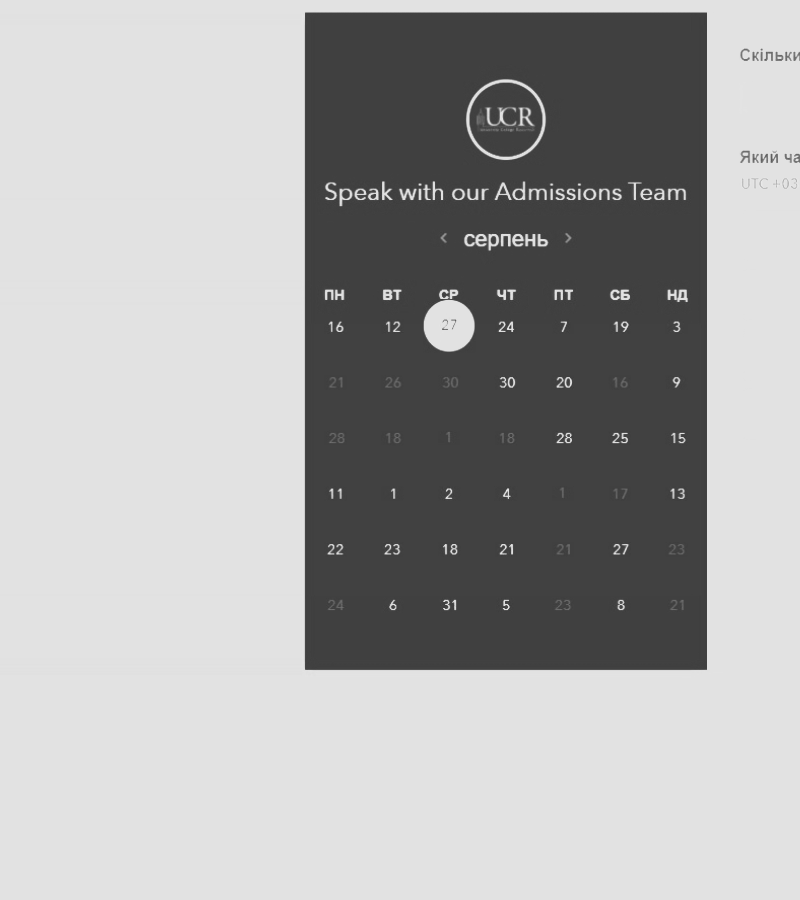 UCR
Speak with our Admissions Team
серпень
ПН ВТ СР ЧТ ПТ СБ НД
16 12 27 24 7 19 3
21 26 30 30 20 16 9
28 18 1 18 28 25 15
11 1 2 4 1 17 13
22 23 18 21 21 27 23
24 6 31 5 23 8 21
Скільки
Який ча
UTC +03